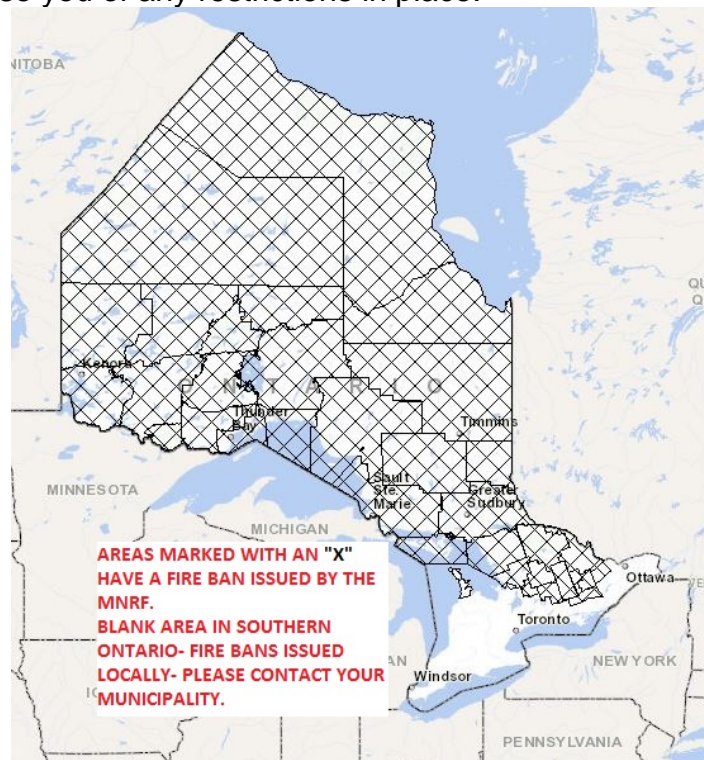 se you of any restrictions in place.
NITOBA
Kenora
ONTARIO
Thunder
Bay
Timmins
Sault
Ste.
Marie
Greater
Sudbury
MINNESOTA
MICHIGAN
AREAS MARKED WITH AN "X"
HAVE A FIRE BAN ISSUED BY THE
MNRF.
BLANK AREA IN SOUTHERN
ONTARIO- FIRE BANS ISSUED
LOCALLY- PLEASE CONTACT YOUR
MUNICIPALITY.
Ottawa
Toronto
AN
NEW YORK
Windsor
PENNSYLVANIA